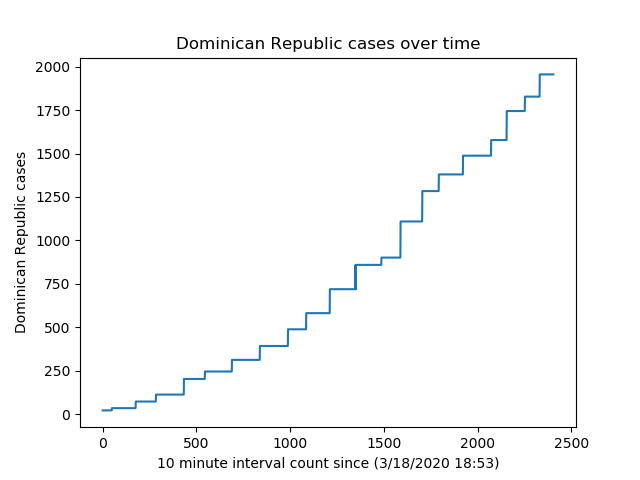 Dominican Republic cases over time
2000
1750
1500
1250
1000
750
500
250
0
Dominican Republic cases
0 500 1000 1500 2000 2500
10 minute interval count since (3/18/2020 18:53)